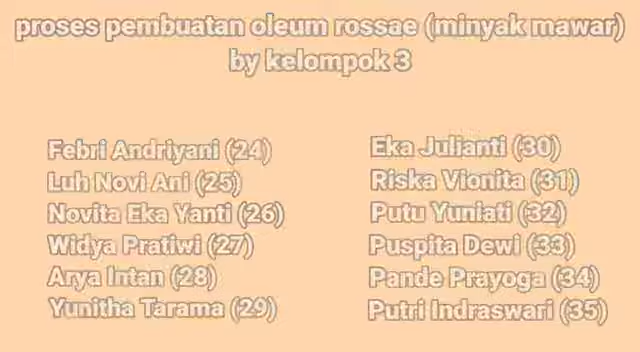 proses pembuatan oleum rossae (minyak mawar)
by kelompok 3
Febri Andriyani (24)
Luh Novi Ani (25)
Novita Eka Yanti (26)
Widya Pratiwi (27)
Arya Intan (28)
Yunitha Tarama (29)
Eka Julianti (30)
Riska Vionita (31)
Putu Yuniati (32)
Puspita Dewi (33)
Pande Prayoga (34)
Putri Indraswari (35)